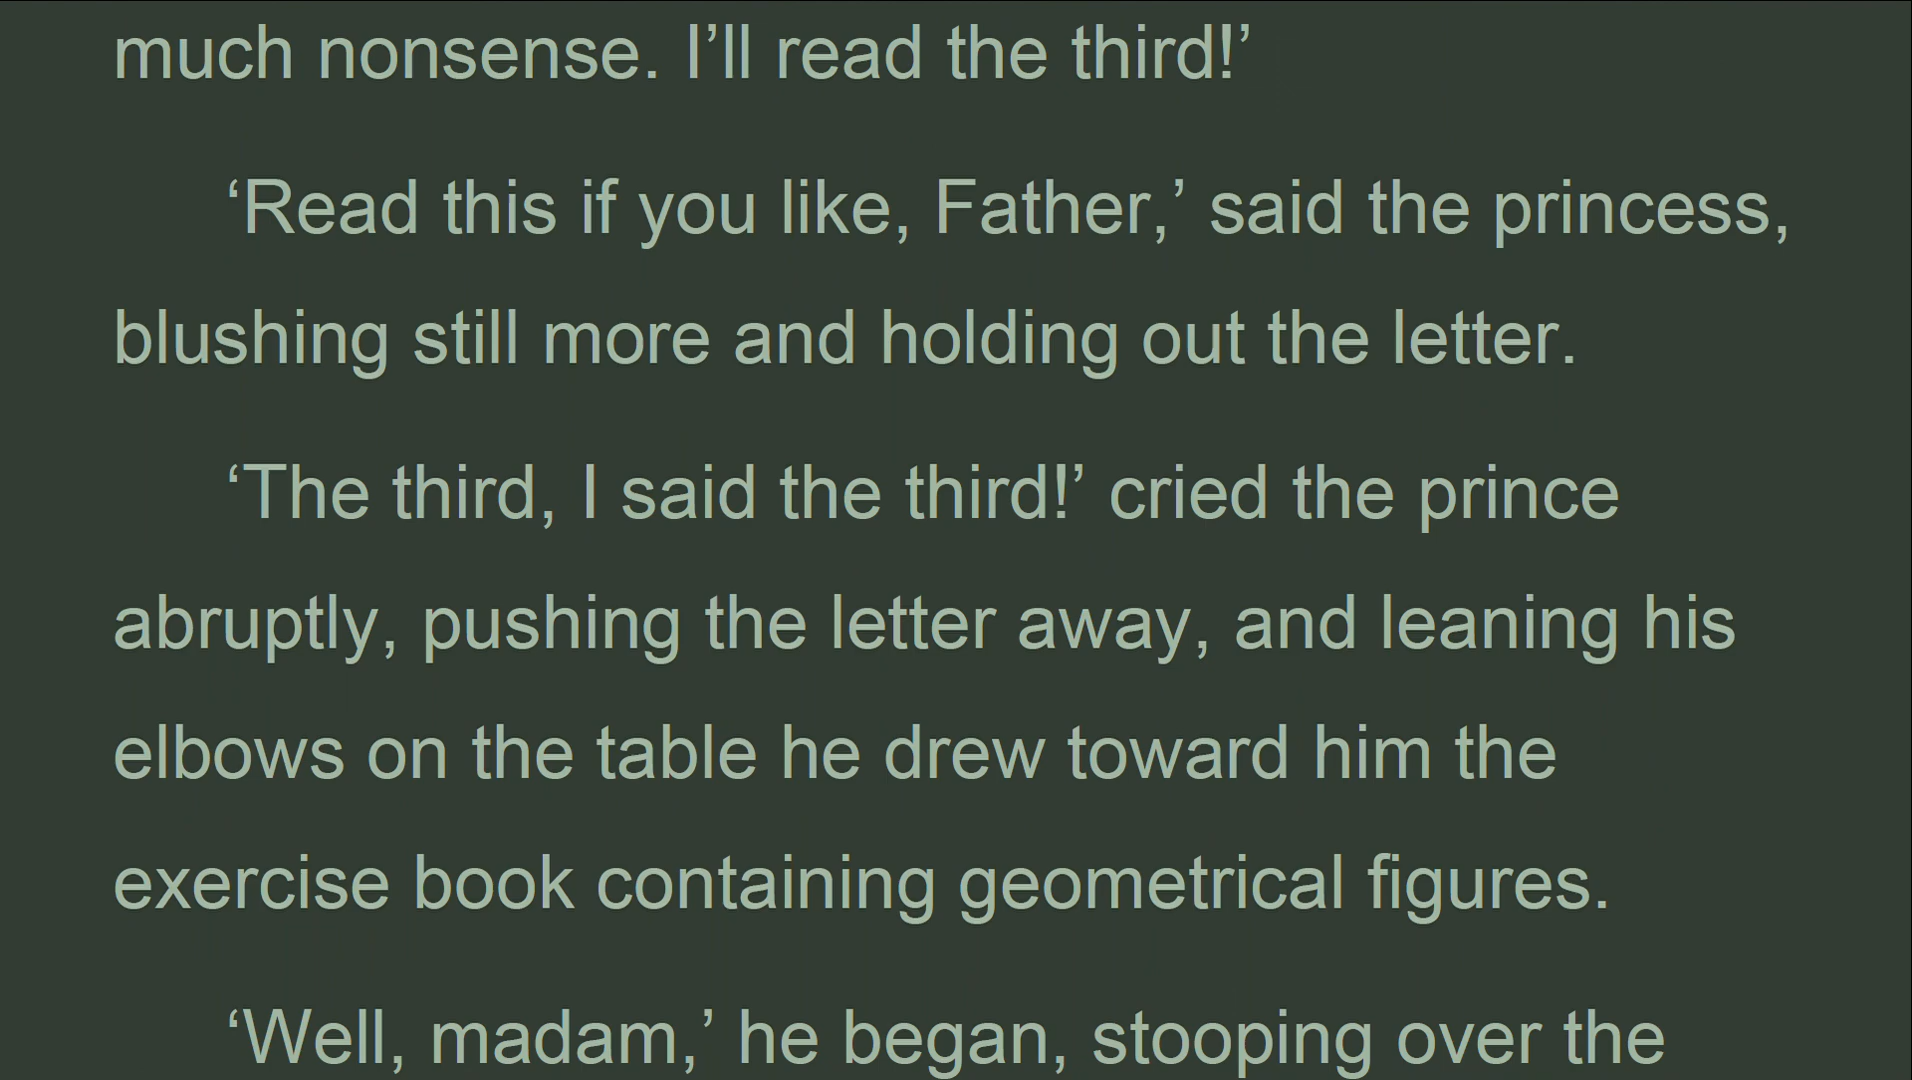 much nonsense. I’ll read the third!’
‘Read this if you like, Father,’ said the princess,
blushing still more and holding out the letter.
‘The third, I said the third!’ cried the prince
abruptly, pushing the letter away, and leaning his
elbows on the table he drew toward him the
exercise book containing geometrical figures.
‘Well, madam,’ he began, stooping over the